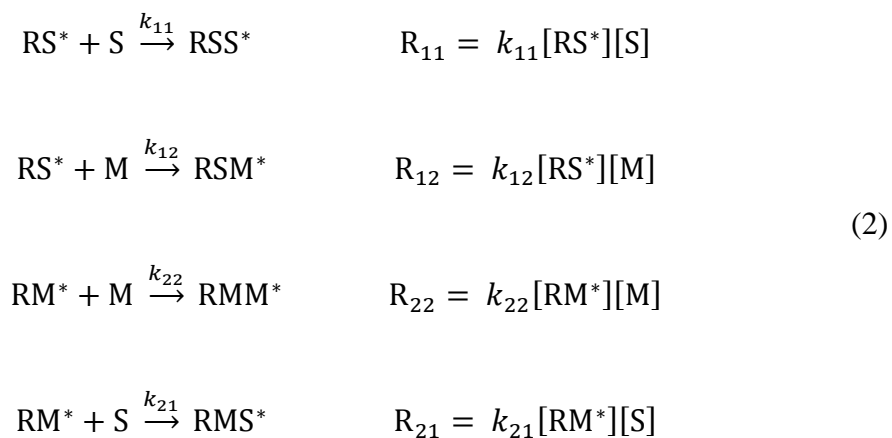 RS* + S k₁₁→ RSS* R₁₁ = k₁₁[RS*][S]
RS* + M k₁₂→ RSM* R₁₂ = k₁₂[RS*][M]
(2)
RM* + M k₂₂→ RMM* R₂₂ = k₂₂[RM*][M]
RM* + S k₂₁→ RMS* R₂₁ = k₂₁[RM*][S]